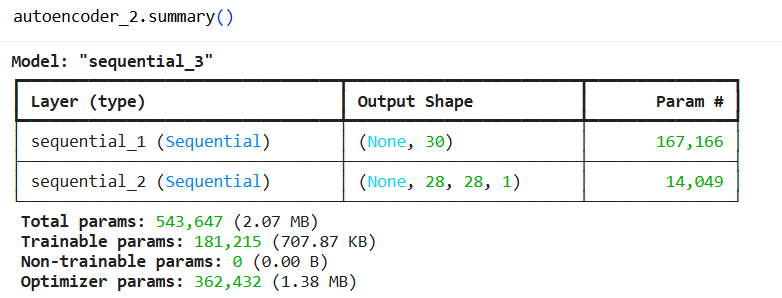 autoencoder_2.summary()
Model: "sequential_3"
Layer (type) Output Shape Param #
sequential_1 (Sequential) (None, 30) 167,166
sequential_2 (Sequential) (None, 28, 28, 1) 14,049
Total params: 543,647 (2.07 MB)
Trainable params: 181,215 (707.87 KB)
Non-trainable params: 0 (0.00 B)
Optimizer params: 362,432 (1.38 MB)